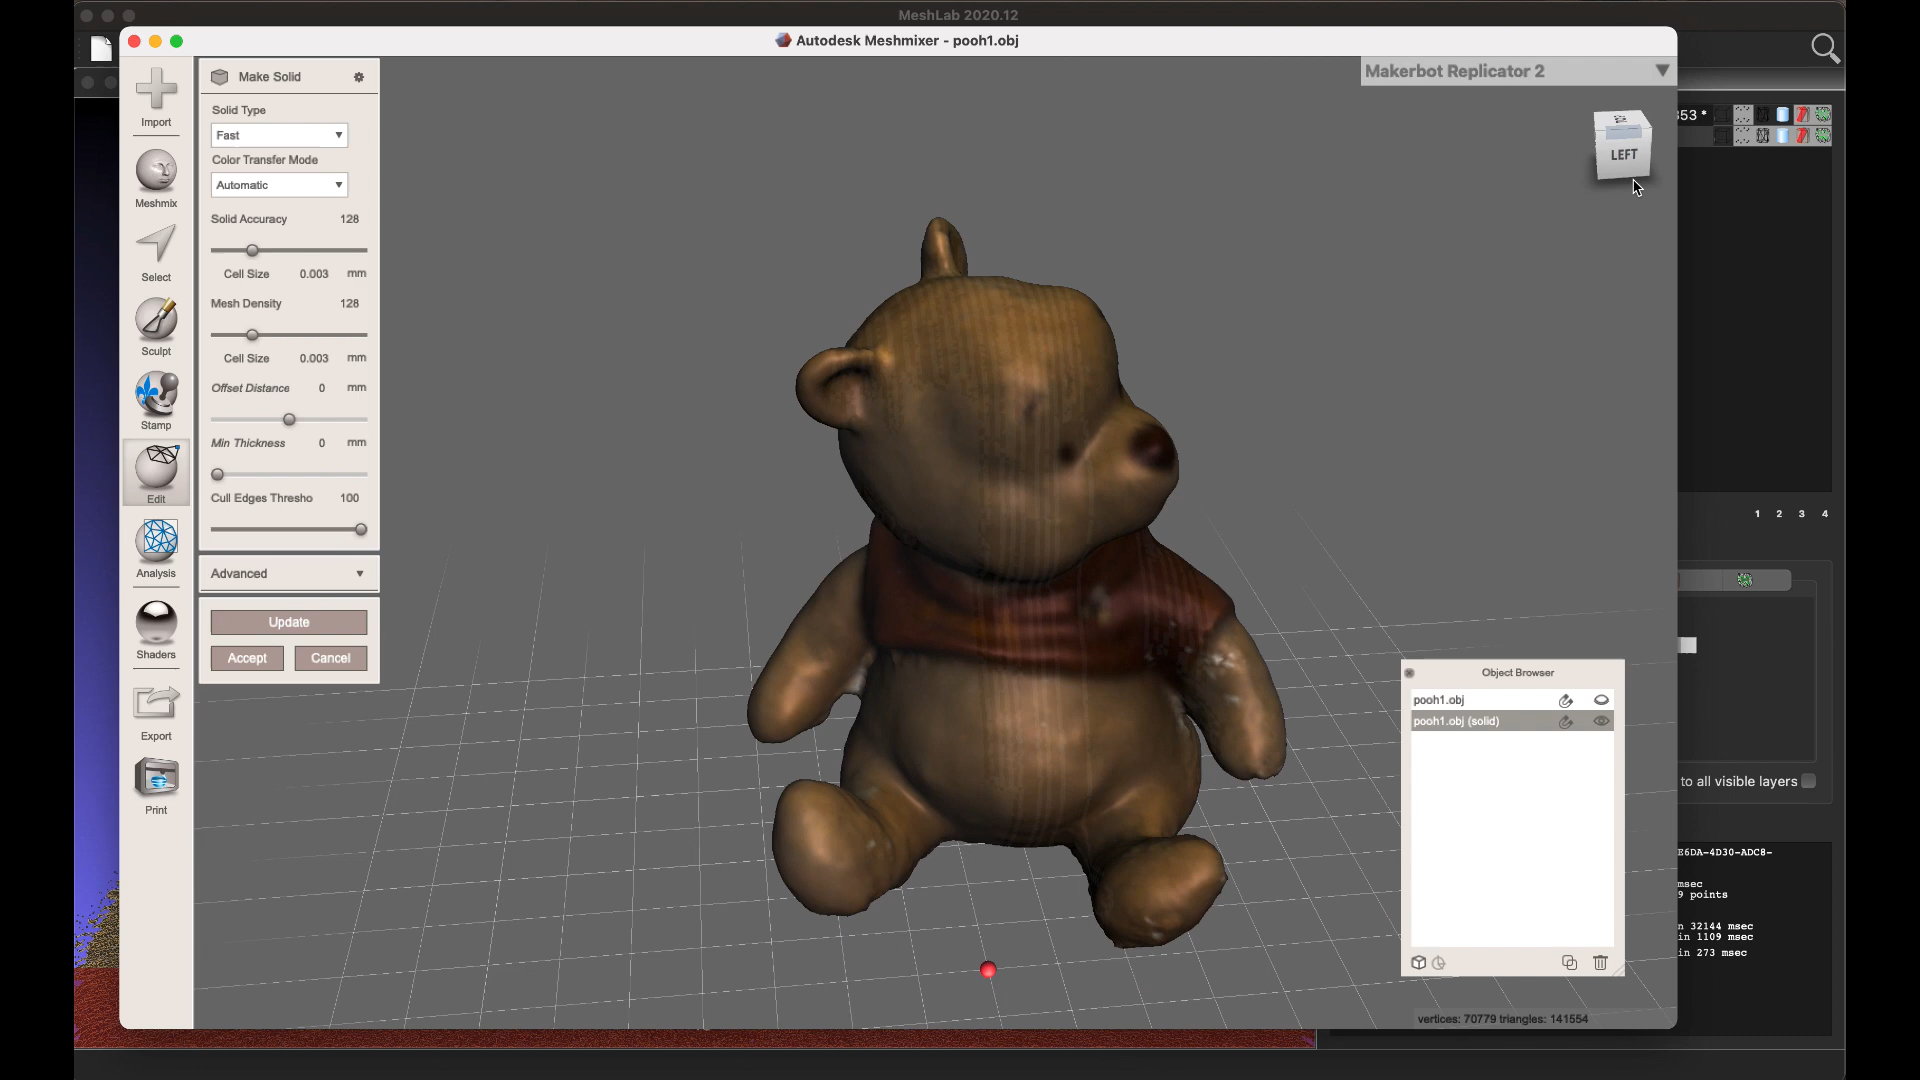 MeshLab 2020.12
Autodesk Meshmixer - pooh1.obj
Import
Meshmix
Select
Sculpt
Stamp
Edit
Analysis
Shaders
Export
Print
Make Solid
Solid Type
Fast
Color Transfer Mode
Automatic
Solid Accuracy 128
Cell Size 0.003 mm
Mesh Density 128
Cell Size 0.003 mm
Offset Distance 0 mm
Min Thickness 0 mm
Cull Edges Thresho 100
Advanced
Update
Accept Cancel
Makerbot Replicator 2
LEFT
Object Browser
pooh1.obj
pooh1.obj (solid)
vertices: 70779 triangles: 141554
53 *
1 2 3 4
to all visible layers
E6DA-4D30-ADC8-
msec
9 points
n 32144 msec
in 1109 msec
in 273 msec